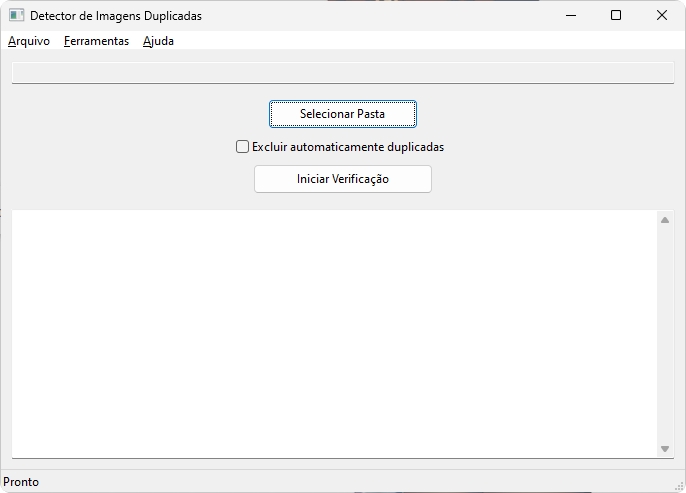 Detector de Imagens Duplicadas
Arquivo Ferramentas Ajuda
Selecionar Pasta
Excluir automaticamente duplicadas
Iniciar Verificação
Pronto